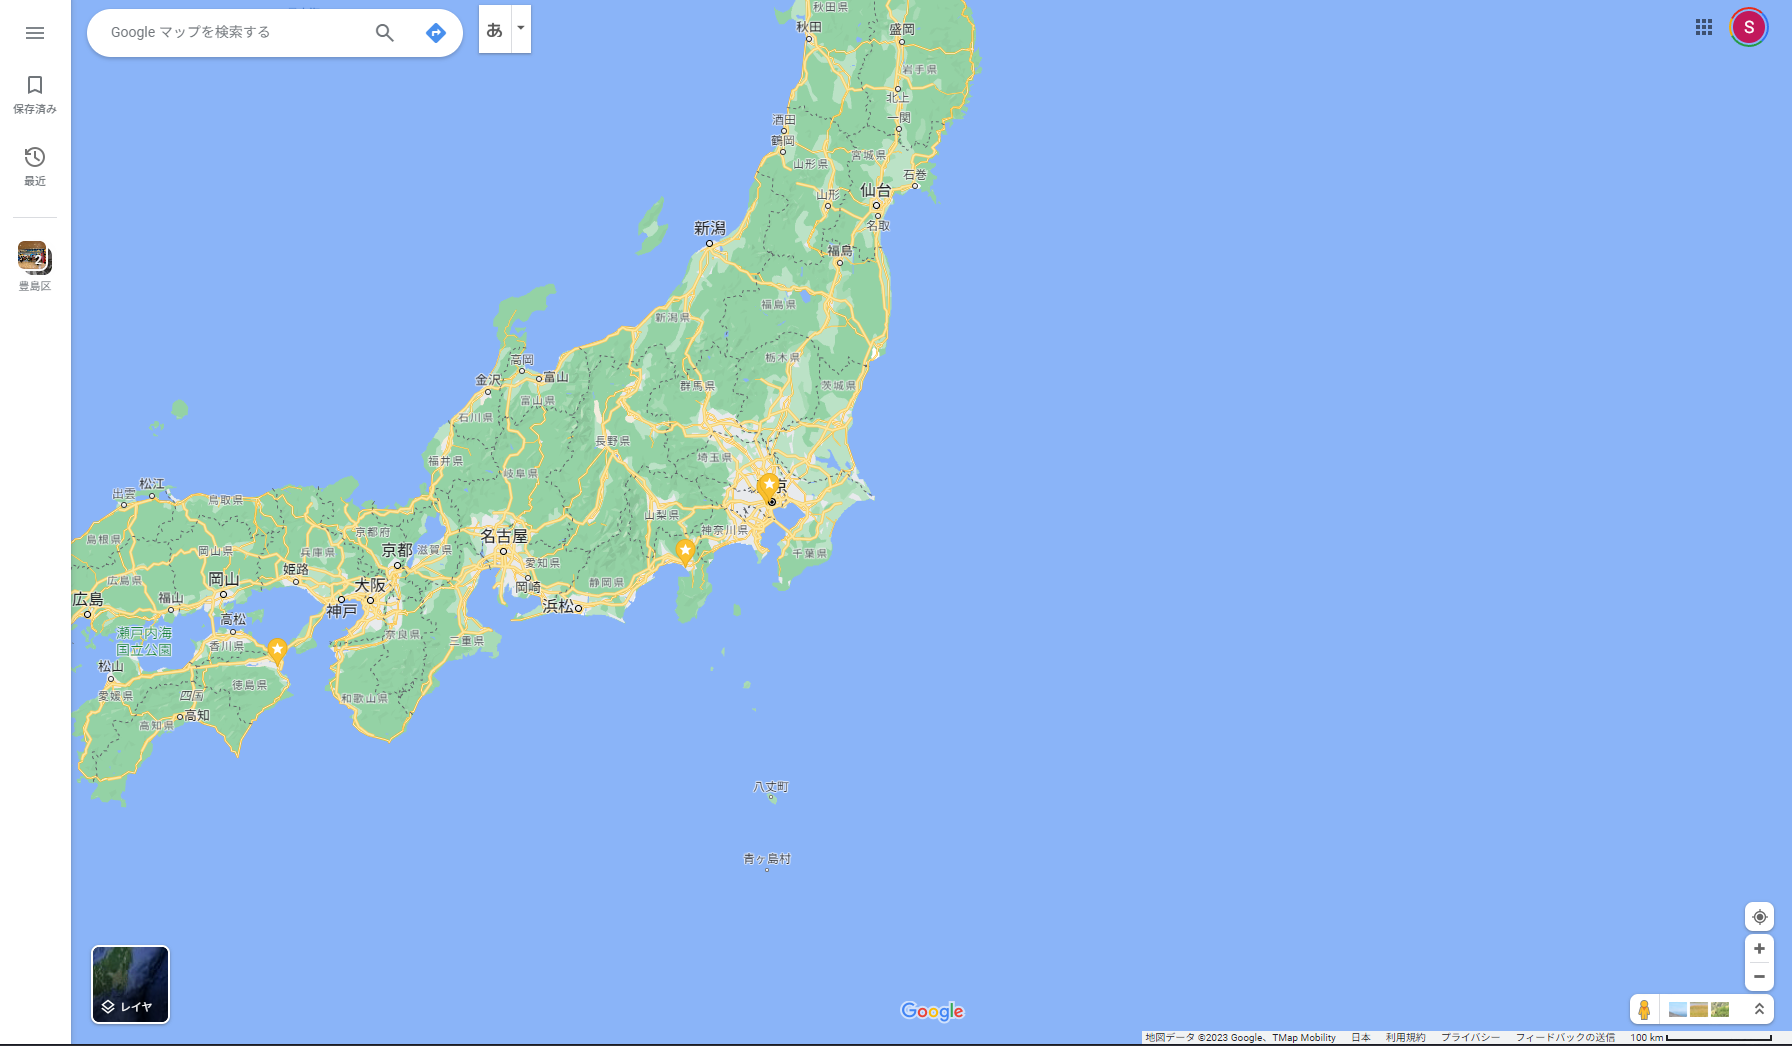 Google マップを検索する
あ
S
保存済み
最近
2
豊島区
秋田県
秋田
盛岡
岩手県
北上
一関
酒田
鶴岡
宮城県
山形県
石巻
仙台
山形
名取
新潟
福島
福島県
新潟県
栃木県
高岡
金沢
富山
群馬県
茨城県
富山県
石川県
長野県
福井県
埼玉県
岐阜県
松江
出雲
鳥取県
京
山梨県
神奈川県
京都府
名古屋
島根県
岡山県
兵庫県
京都
滋賀県
千葉県
愛知県
姫路
広島県
岡山
大阪
岡崎
静岡県
広島
福山
神戸
浜松
高松
瀬戸内海
国立公園
奈良県
三重県
香川県
松山
徳島県
愛媛県
四国
和歌山県
高知県
高知
八丈町
青ヶ島村
レイヤ
Google
地図データ ©2023 Google、TMap Mobility 日本 利用規約 プライバシー フィードバックの送信 100 km